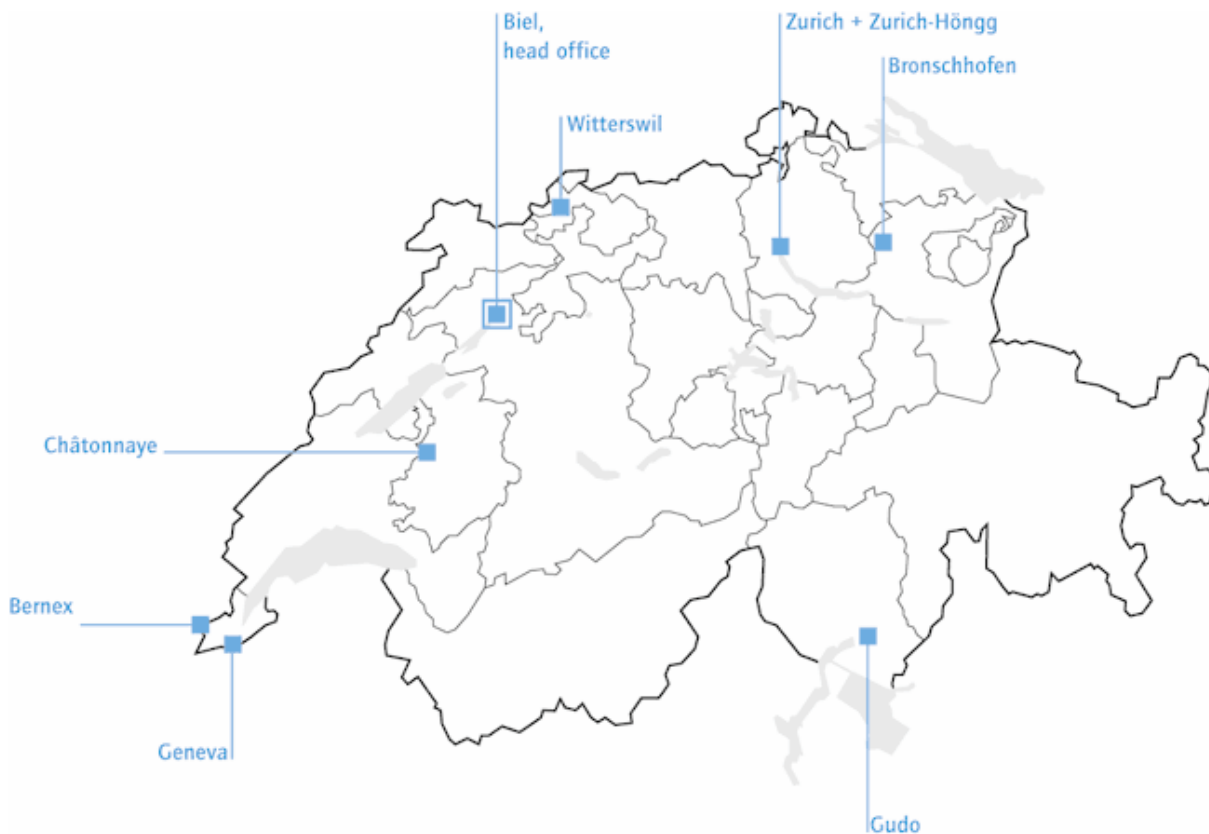 Biel,
head office
Zurich + Zurich-Höngg
Bronschhofen
Witterswil
Châtonnaye
Bernex
Geneva
Gudo